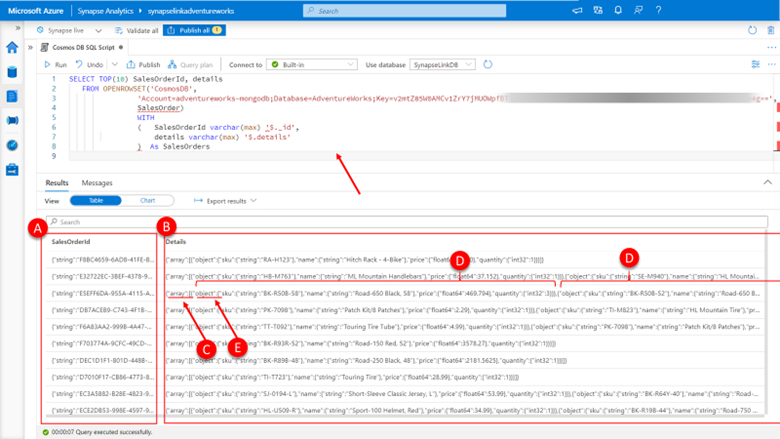 Microsoft Azure Synapse Analytics › synapselinkadventureworks Search
Synapse live Validate all Publish all 1
Cosmos DB SQL Script
Run Undo Publish Query plan Connect to Built-in Use database SynapseLinkDB
1 SELECT TOP(10) SalesOrderId, details
2 FROM OPENROWSET('CosmosDB',
3 'Account=adventureworks-mongodb;Database=AdventureWorks;Key=
4 SalesOrder)
5 WITH
6 ( SalesOrderId varchar(max) '$._id',
7 details varchar(max) '$.details'
8 ) As SalesOrders
9
Results Messages
View Table Chart Export results
Search
A B
SalesOrderId Details
{"string":"F8BC4659-6AD8-41FE-B... {"array":[{"object":{"sku":{"string":"RA-H123"},"name":{"string":"Hitch Rack - 4-Bike"},"price":{"float64": },"quantity":{"int32":1}}}]}
D D
{"string":"E32722EC-3BEF-4378-9... {"array":[{"object":{"sku":{"string":"HB-M763"},"name":{"string":"ML Mountain Handlebars"},"price":{"float64":37.152},"quantity":{"int32":1}}},{"object":{"sku":{"string":"SE-M940"},"name":{"string":"HL Mountai...
{"string":"E5EFF6DA-955A-4115-A... {"array":[{"object":{"sku":{"string":"BK-R50B-58"},"name":{"string":"Road-650 Black, 58"},"price":{"float64":469.794},"quantity":{"int32":3}}},{"object":{"sku":{"string":"BK-R50B-52"},"name":{"string":"Road-650 B...
{"string":"DB7ACEB9-C743-4F1B-... {"array":[{"object":{"sku":{"string":"PK-7098"},"name":{"string":"Patch Kit/8 Patches"},"price":{"float64":2.29},"quantity":{"int32":1}}},{"object":{"sku":{"string":"TI-M823"},"name":{"string":"HL Mountain Tire"},"pr...
{"string":"F6A83AA2-999B-4A47-... {"array":[{"object":{"sku":{"string":"TT-T092"},"name":{"string":"Touring Tire Tube"},"price":{"float64":4.99},"quantity":{"int32":1}}},{"object":{"sku":{"string":"PK-7098"},"name":{"string":"Patch Kit/8 Patches"},"...
C E
{"string":"F703774A-9CFC-49CD-... {"array":[{"object":{"sku":{"string":"BK-R93R-52"},"name":{"string":"Road-150 Red, 52"},"price":{"float64":3578.27},"quantity":{"int32":1}}}]}
{"string":"DEC1D1F1-B01D-44BB-... {"array":[{"object":{"sku":{"string":"BK-R89B-48"},"name":{"string":"Road-250 Black, 48"},"price":{"float64":2181.5625},"quantity":{"int32":1}}}]}
{"string":"D7010F17-CB86-4773-8... {"array":[{"object":{"sku":{"string":"TI-T723"},"name":{"string":"Touring Tire"},"price":{"float64":28.99},"quantity":{"int32":1}}}]}
{"string":"EC3A5BB2-B28E-4823-9... {"array":[{"object":{"sku":{"string":"SJ-0194-L"},"name":{"string":"Short-Sleeve Classic Jersey, L"},"price":{"float64":53.99},"quantity":{"int32":1}}},{"object":{"sku":{"string":"BK-R64Y-40"},"name":{"string":"Road-...
{"string":"ECE2DB53-998E-4597-9... {"array":[{"object":{"sku":{"string":"HL-U509-R"},"name":{"string":"Sport-100 Helmet, Red"},"price":{"float64":34.99},"quantity":{"int32":1}}},{"object":{"sku":{"string":"BK-R19B-44"},"name":{"string":"Road-750 ...
00:00:07 Query executed successfully.